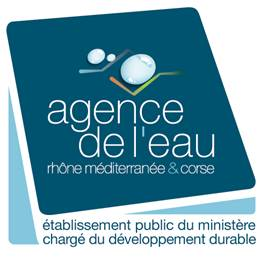 agence
de l'eau
rhône méditerranée & corse
établissement public du ministère
chargé du développement durable